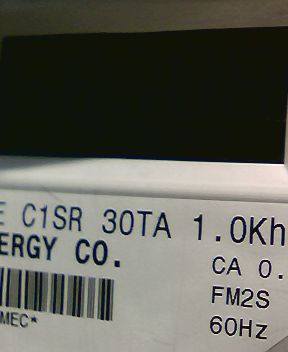 E C1SR 30TA 1.0Kh
ERGY CO.
CA 0.
FM2S
MEC*
60Hz